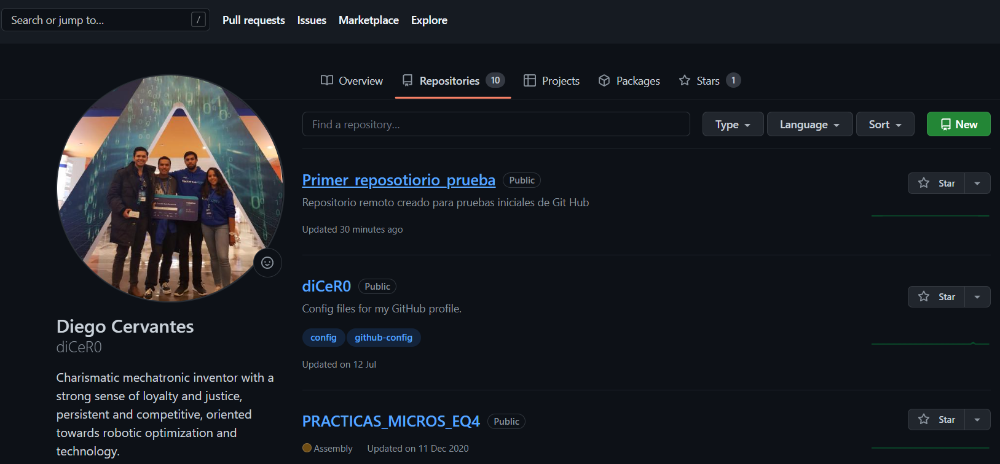 Search or jump to... /
Pull requests Issues Marketplace Explore
Overview Repositories 10 Projects Packages Stars 1
Find a repository... Type Language Sort New
Primer_reposotiorio_prueba Public
Star
Repositorio remoto creado para pruebas iniciales de Git Hub
Updated 30 minutes ago
diCeR0 Public
Star
Config files for my GitHub profile.
config github-config
Updated on 12 Jul
PRACTICAS_MICROS_EQ4 Public
Star
Assembly Updated on 11 Dec 2020
Diego Cervantes
diCeR0
Charismatic mechatronic inventor with a
strong sense of loyalty and justice,
persistent and competitive, oriented
towards robotic optimization and
technology.